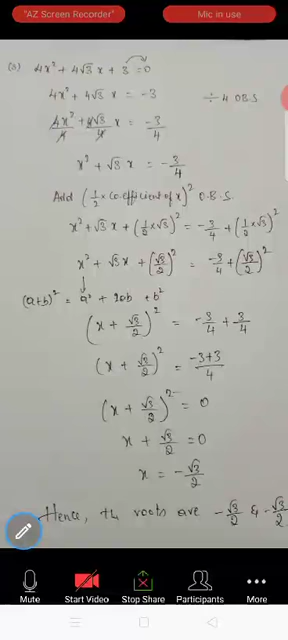 "AZ Screen Recorder" Mic in use
(3) 4x² + 4√3 x + 3 = 0
4x² + 4√3 x = -3 ÷ 4 O.B.S
4x²/4 + 4√3/4 x = -3/4
x² + √3 x = -3/4
Add (1/2 × co-efficient of x)² O.B.S.
x² + √3 x + (1/2 × √3)² = -3/4 + (1/2 × √3)²
x² + √3x + (√3/2)² = -3/4 + (√3/2)²
(a+b)² = a² + 2ab + b²
(x + √3/2)² = -3/4 + 3/4
(x + √3/2)² = -3+3/4
(x + √3/2)² = 0
x + √3/2 = 0
x = -√3/2
Hence, the roots are -√3/2 & -√3/2
Mute Start Video Stop Share Participants More